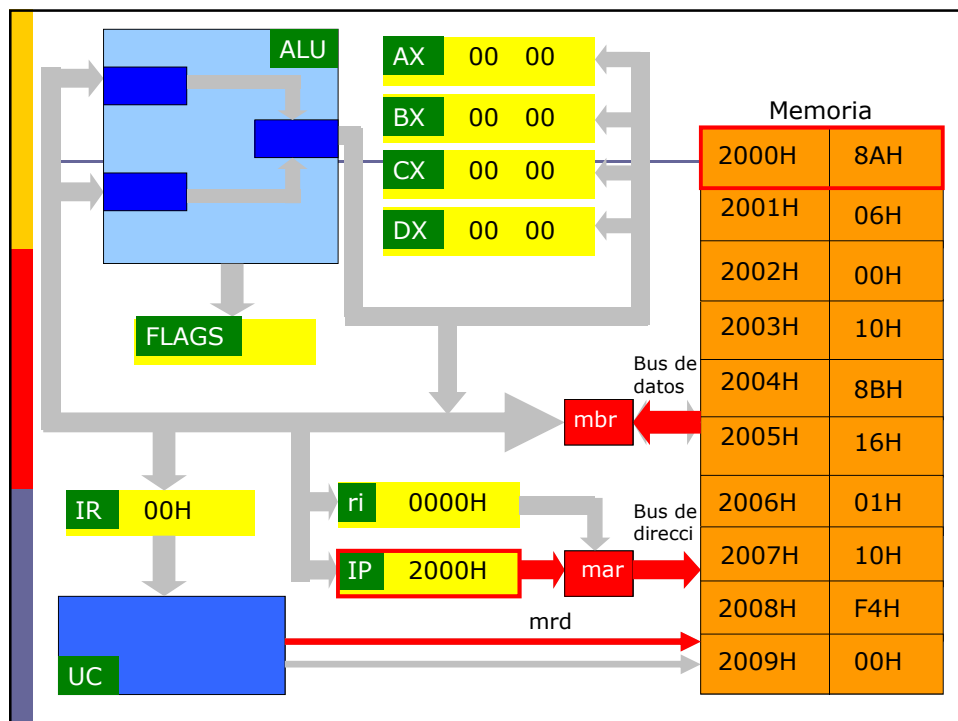 ALU
AX 00 00
BX 00 00
CX 00 00
DX 00 00
FLAGS
Memoria
2000H 8AH
2001H 06H
2002H 00H
2003H 10H
2004H 8BH
2005H 16H
2006H 01H
2007H 10H
2008H F4H
2009H 00H
Bus de
datos
mbr
IR 00H
ri 0000H
IP 2000H
Bus de
direcci
mar
mrd
UC